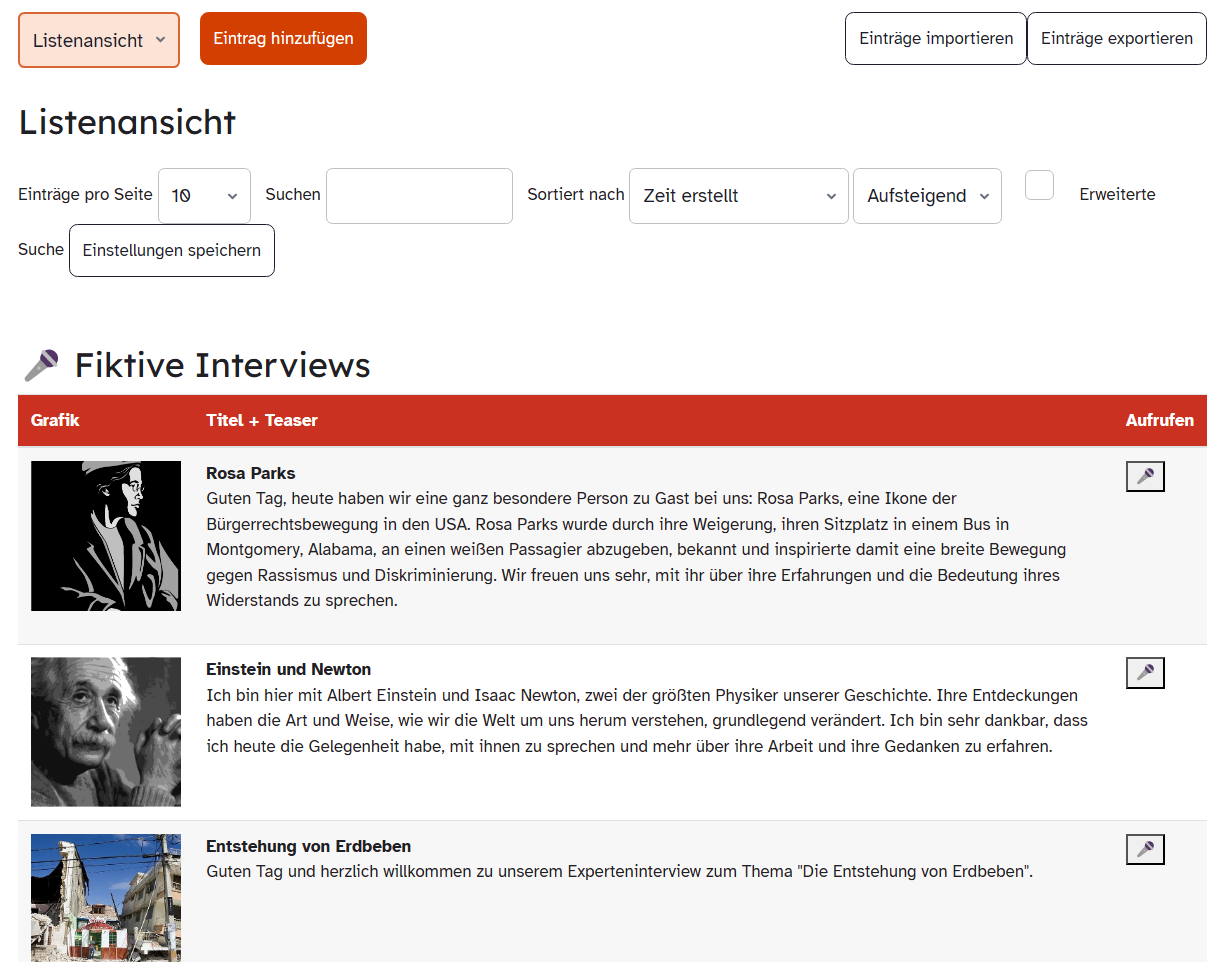 Listenansicht Eintrag hinzufügen Einträge importieren Einträge exportieren
Listenansicht
Einträge pro Seite 10 Suchen Sortiert nach Zeit erstellt Aufsteigend Erweiterte
Suche Einstellungen speichern
Fiktive Interviews
Grafik Titel + Teaser Aufrufen
Rosa Parks
Guten Tag, heute haben wir eine ganz besondere Person zu Gast bei uns: Rosa Parks, eine Ikone der
Bürgerrechtsbewegung in den USA. Rosa Parks wurde durch ihre Weigerung, ihren Sitzplatz in einem Bus in
Montgomery, Alabama, an einen weißen Passagier abzugeben, bekannt und inspirierte damit eine breite Bewegung
gegen Rassismus und Diskriminierung. Wir freuen uns sehr, mit ihr über ihre Erfahrungen und die Bedeutung ihres
Widerstands zu sprechen.
Einstein und Newton
Ich bin hier mit Albert Einstein und Isaac Newton, zwei der größten Physiker unserer Geschichte. Ihre Entdeckungen
haben die Art und Weise, wie wir die Welt um uns herum verstehen, grundlegend verändert. Ich bin sehr dankbar, dass
ich heute die Gelegenheit habe, mit ihnen zu sprechen und mehr über ihre Arbeit und ihre Gedanken zu erfahren.
Entstehung von Erdbeben
Guten Tag und herzlich willkommen zu unserem Experteninterview zum Thema "Die Entstehung von Erdbeben".